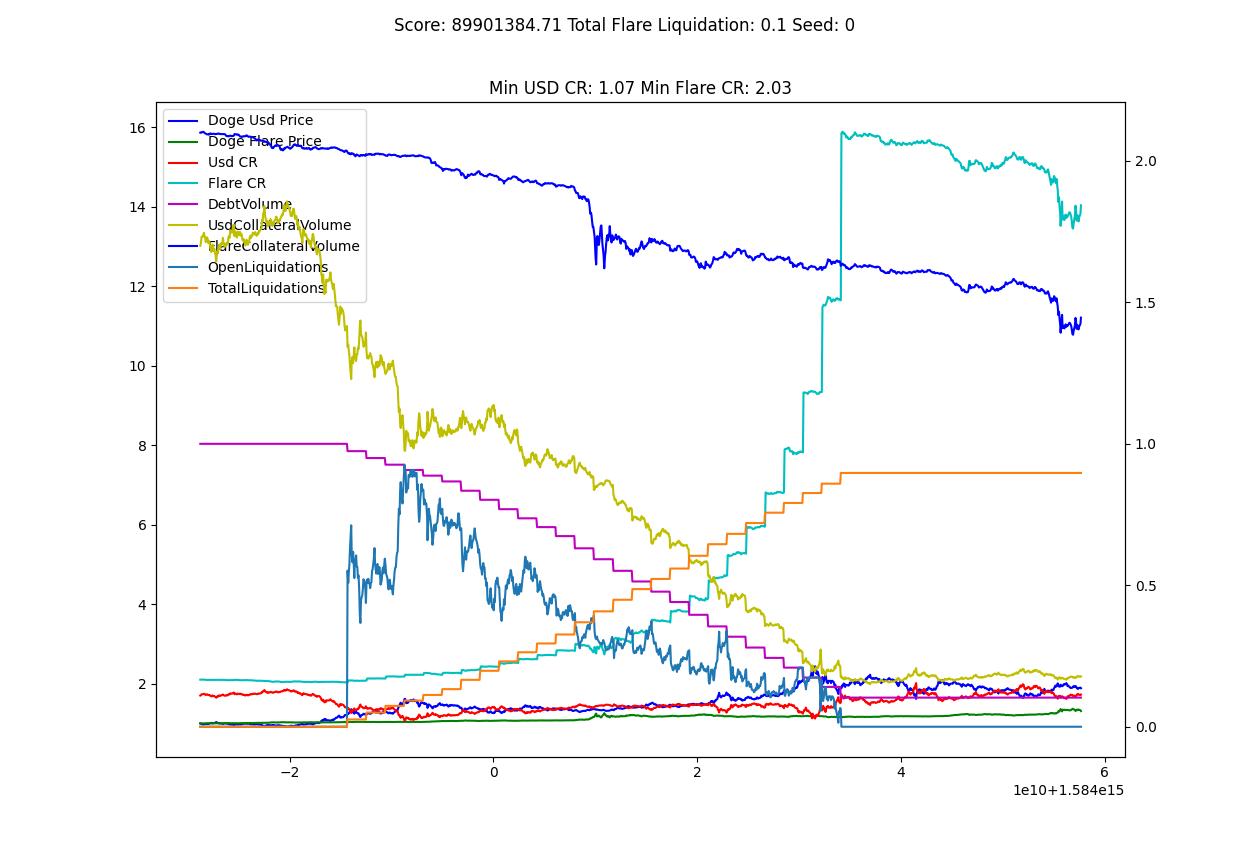 Score: 89901384.71 Total Flare Liquidation: 0.1 Seed: 0
Min USD CR: 1.07 Min Flare CR: 2.03
Doge Usd Price
Doge Flare Price
Usd CR
Flare CR
DebtVolume
UsdCollateralVolume
FlareCollateralVolume
OpenLiquidations
TotalLiquidations
16
14
12
10
8
6
4
2
2.0
1.5
1.0
0.5
0.0
−2
0
2
4
6
1e10+1.584e15